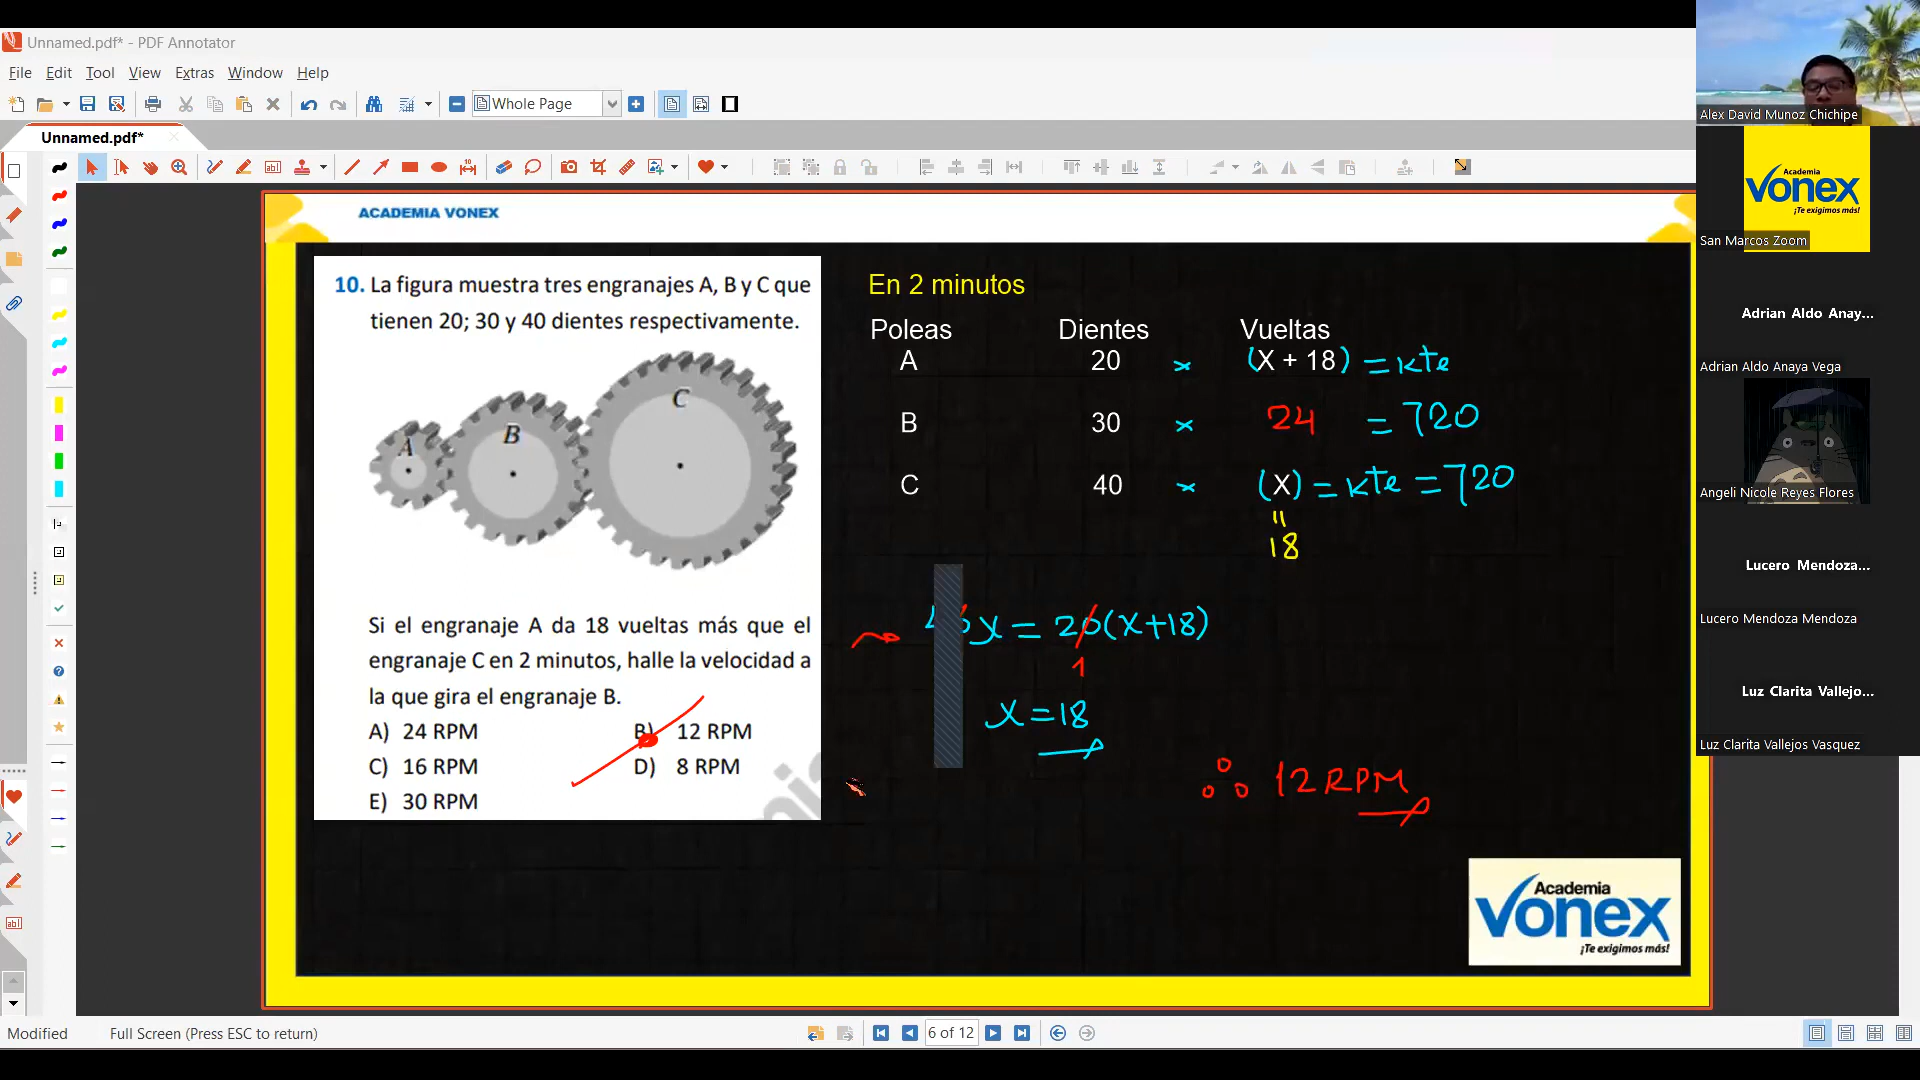 Unnamed.pdf* - PDF Annotator
File Edit Tool View Extras Window Help
Whole Page
Unnamed.pdf*
ACADEMIA VONEX
10. La figura muestra tres engranajes A, B y C que
tienen 20; 30 y 40 dientes respectivamente.
A B C
Si el engranaje A da 18 vueltas más que el
engranaje C en 2 minutos, halle la velocidad a
la que gira el engranaje B.
A) 24 RPM B) 12 RPM
C) 16 RPM D) 8 RPM
E) 30 RPM
En 2 minutos
Poleas Dientes Vueltas
A 20 × (X + 18) = kte
B 30 × 24 = 720
C 40 × (X) = kte = 720
=
18
x = 20(x+18)
1
x = 18
∴ 12 RPM
Academia
Vonex
¡Te exigimos más!
Alex David Munoz Chichipe
Academia
Vonex
¡Te exigimos más!
San Marcos Zoom
Adrian Aldo Anay...
Adrian Aldo Anaya Vega
Angeli Nicole Reyes Flores
Lucero Mendoza...
Lucero Mendoza Mendoza
Luz Clarita Vallejo...
Luz Clarita Vallejos Vasquez
Modified Full Screen (Press ESC to return) 6 of 12